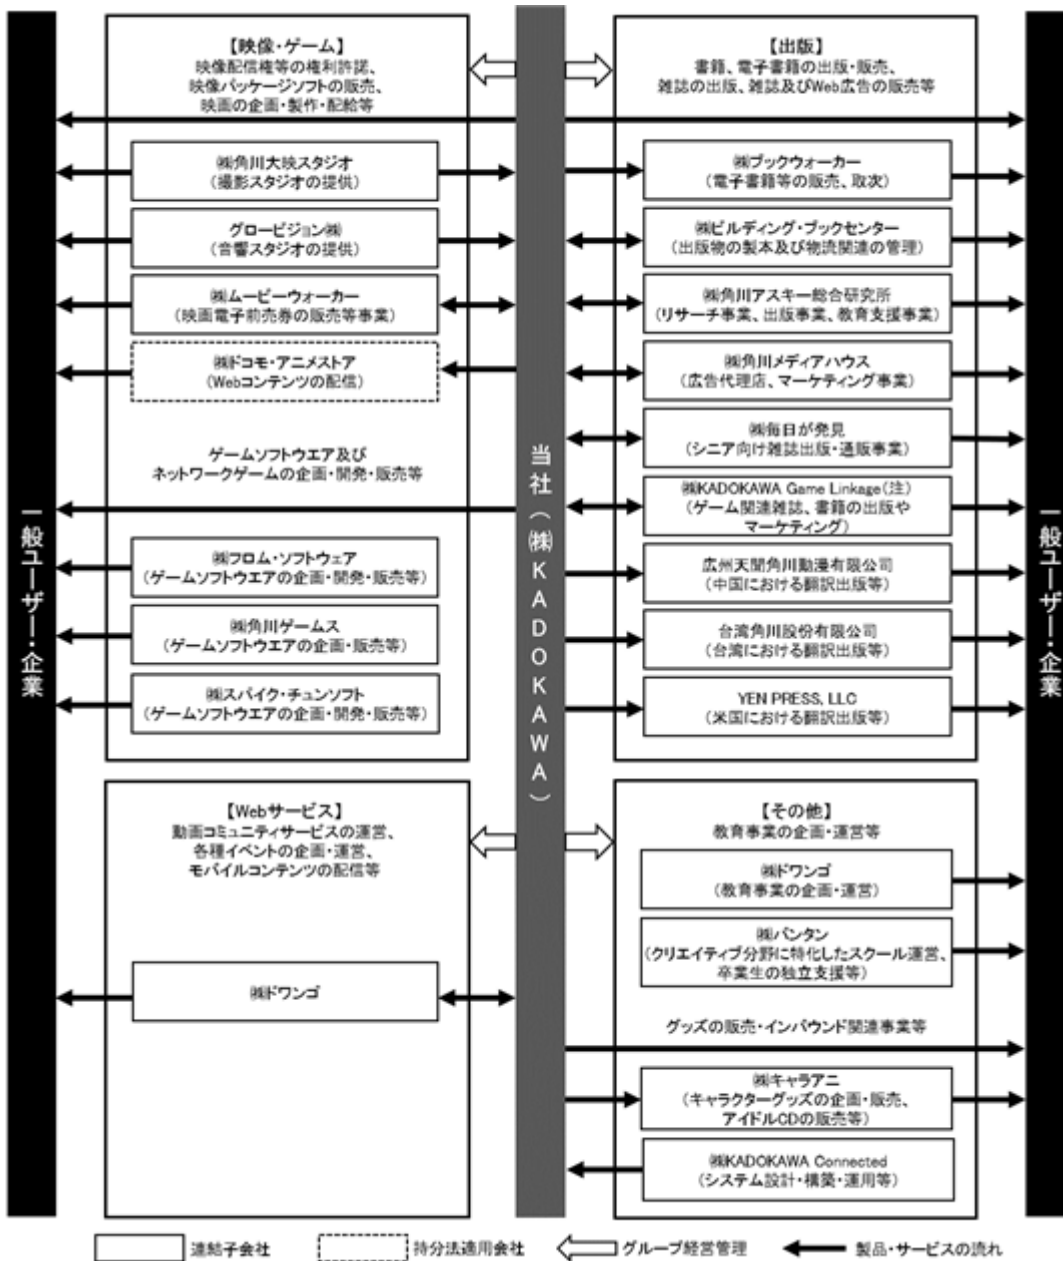 一般ユーザー・企業
【映像・ゲーム】
映像配信権等の権利許諾、
映像パッケージソフトの販売、
映画の企画・製作・配給等
㈱角川大映スタジオ
(撮影スタジオの提供)
グロービジョン㈱
(音響スタジオの提供)
㈱ムービーウォーカー
(映画電子前売券の販売等事業)
㈱ドコモ・アニメストア
(Webコンテンツの配信)
ゲームソフトウエア及び
ネットワークゲームの企画・開発・販売等
㈱フロム・ソフトウェア
(ゲームソフトウエアの企画・開発・販売等)
㈱角川ゲームス
(ゲームソフトウエアの企画・販売等)
㈱スパイク・チュンソフト
(ゲームソフトウエアの企画・開発・販売等)
【Webサービス】
動画コミュニティサービスの運営、
各種イベントの企画・運営、
モバイルコンテンツの配信等
㈱ドワンゴ
当社(㈱KADOKAWA)
【出版】
書籍、電子書籍の出版・販売、
雑誌の出版、雑誌及びWeb広告の販売等
㈱ブックウォーカー
(電子書籍等の販売、取次)
㈱ビルディング・ブックセンター
(出版物の製本及び物流関連の管理)
㈱角川アスキー総合研究所
(リサーチ事業、出版事業、教育支援事業)
㈱角川メディアハウス
(広告代理店、マーケティング事業)
㈱毎日が発見
(シニア向け雑誌出版・通販事業)
㈱KADOKAWA Game Linkage(注)
(ゲーム関連雑誌、書籍の出版や
マーケティング)
広州天聞角川動漫有限公司
(中国における翻訳出版等)
台湾角川股份有限公司
(台湾における翻訳出版等)
YEN PRESS, LLC
(米国における翻訳出版等)
【その他】
教育事業の企画・運営等
㈱ドワンゴ
(教育事業の企画・運営)
㈱バンタン
(クリエイティブ分野に特化したスクール運営、
卒業生の独立支援等)
グッズの販売・インバウンド関連事業等
㈱キャラアニ
(キャラクターグッズの企画・販売、
アイドルCDの販売等)
㈱KADOKAWA Connected
(システム設計・構築・運用等)
一般ユーザー・企業
連結子会社
持分法適用会社
グループ経営管理
製品・サービスの流れ